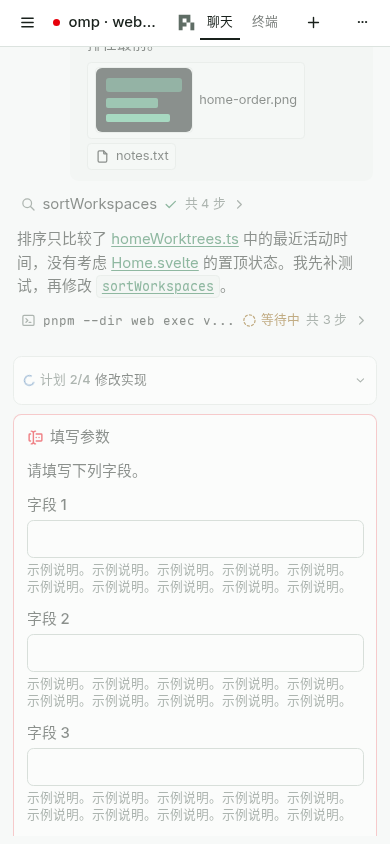 omp · web...
聊天
终端
排在最前。
home-order.png
notes.txt
sortWorkspaces 共 4 步
排序只比较了 homeWorktrees.ts 中的最近活动时
间，没有考虑 Home.svelte 的置顶状态。我先补测
试，再修改 sortWorkspaces。
pnpm --dir web exec v... 等待中 共 3 步
计划 2/4 修改实现
填写参数
请填写下列字段。
字段 1
示例说明。示例说明。示例说明。示例说明。示例说明。
示例说明。示例说明。示例说明。示例说明。示例说明。
字段 2
示例说明。示例说明。示例说明。示例说明。示例说明。
示例说明。示例说明。示例说明。示例说明。示例说明。
字段 3
示例说明。示例说明。示例说明。示例说明。示例说明。
示例说明。示例说明。示例说明。示例说明。示例说明。